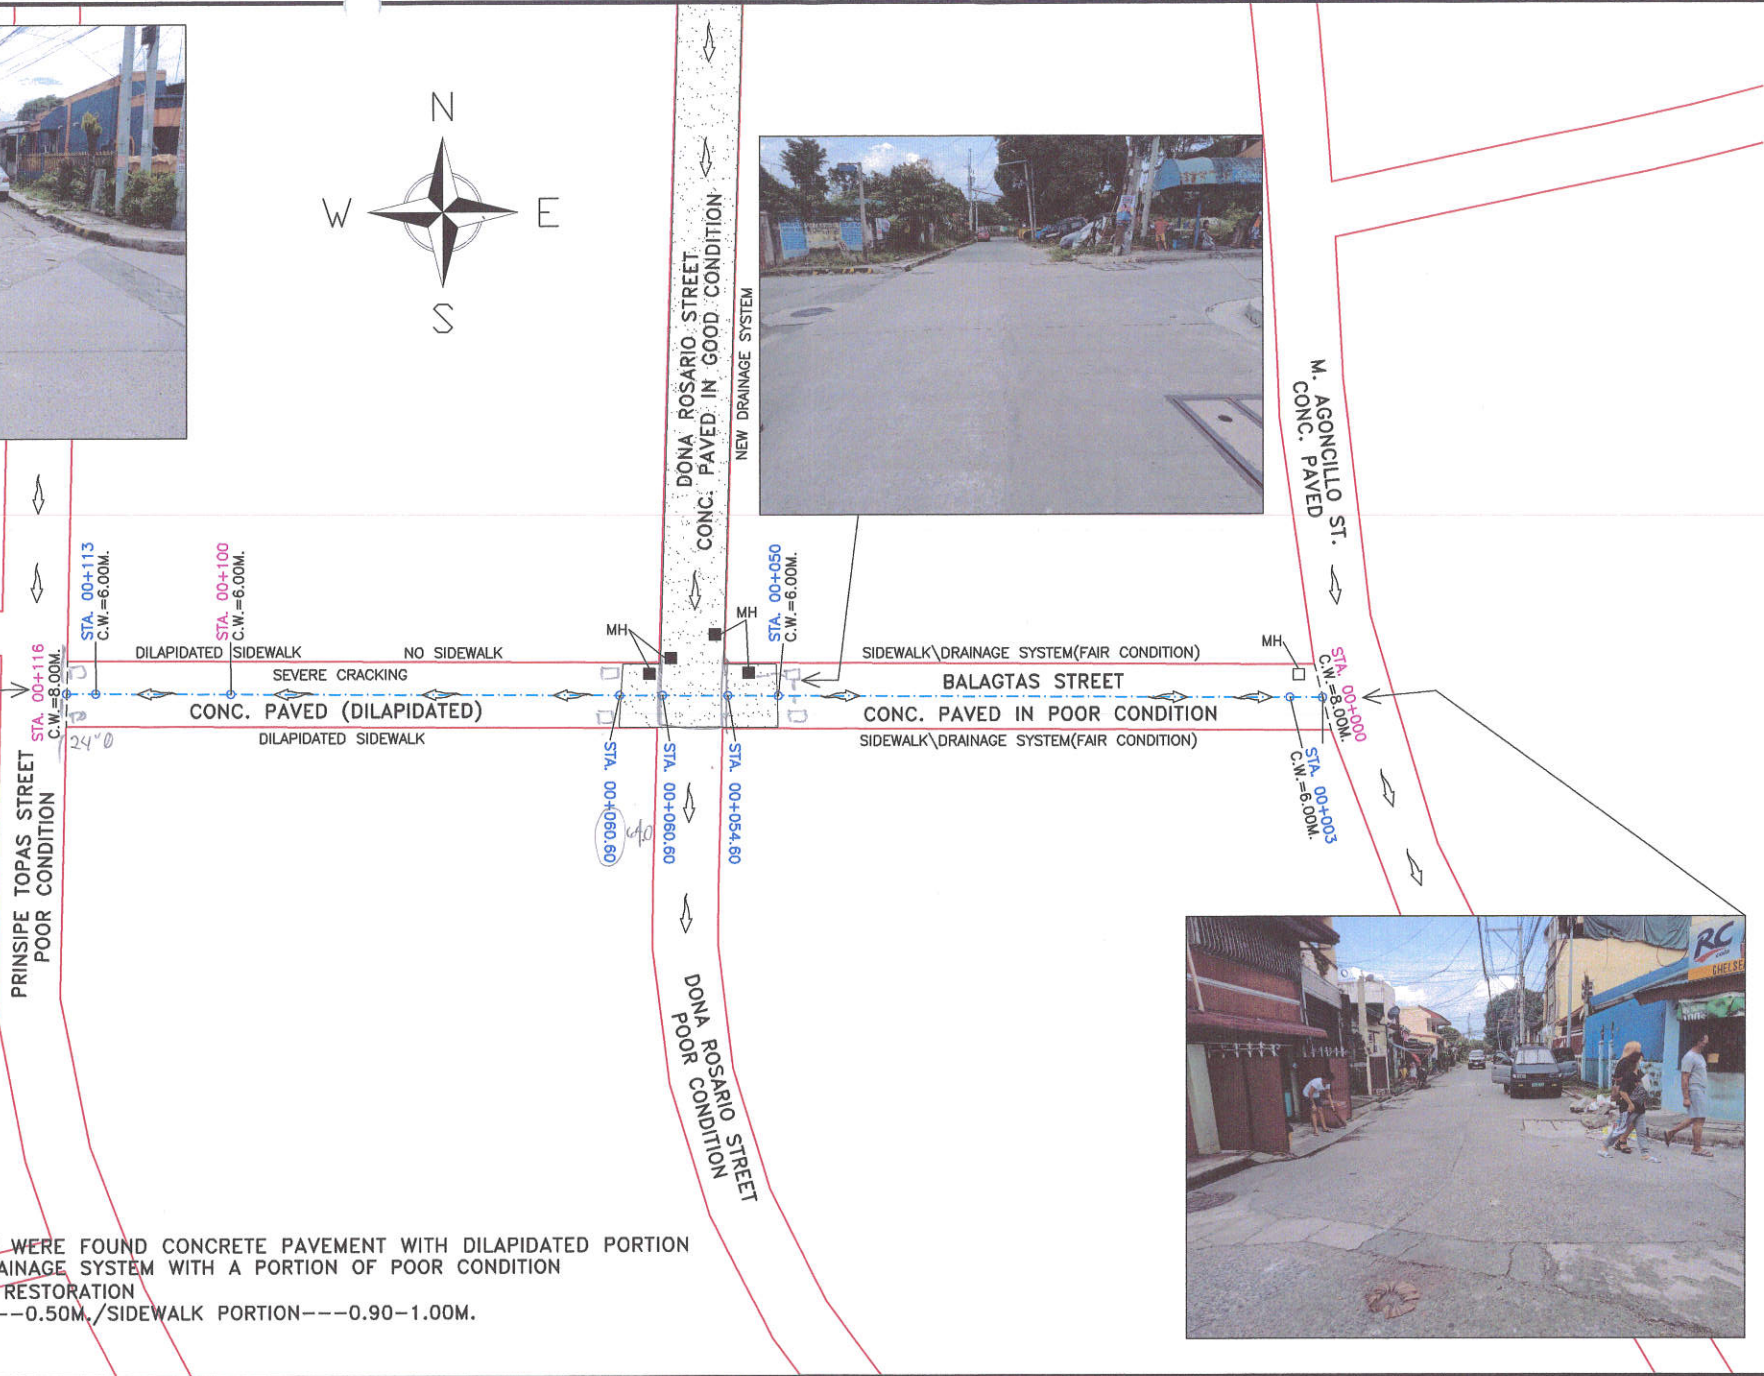 N
W
E
S
DONA ROSARIO STREET
CONC. PAVED IN GOOD CONDITION
NEW DRAINAGE SYSTEM
M. AGONCILLO ST.
CONC. PAVED
STA. 00+113
C.W.=6.00M.
STA. 00+100
C.W.=6.00M.
STA. 00+050
C.W.=6.00M.
STA. 00+116
C.W.=8.00M.
DILAPIDATED SIDEWALK
NO SIDEWALK
SEVERE CRACKING
CONC. PAVED (DILAPIDATED)
DILAPIDATED SIDEWALK
24"Ø
MH
MH
SIDEWALK\DRAINAGE SYSTEM(FAIR CONDITION)
BALAGTAS STREET
CONC. PAVED IN POOR CONDITION
SIDEWALK\DRAINAGE SYSTEM(FAIR CONDITION)
MH
STA. 00+000
C.W.=8.00M.
STA. 00+003
C.W.=6.00M.
STA. 00+060.60
STA. 00+060.60
STA. 00+054.60
PRINSIPE TOPAS STREET
POOR CONDITION
DONA ROSARIO STREET
POOR CONDITION
RC
CHELSE
WERE FOUND CONCRETE PAVEMENT WITH DILAPIDATED PORTION
AINAGE SYSTEM WITH A PORTION OF POOR CONDITION
RESTORATION
--0.50M./SIDEWALK PORTION---0.90-1.00M.